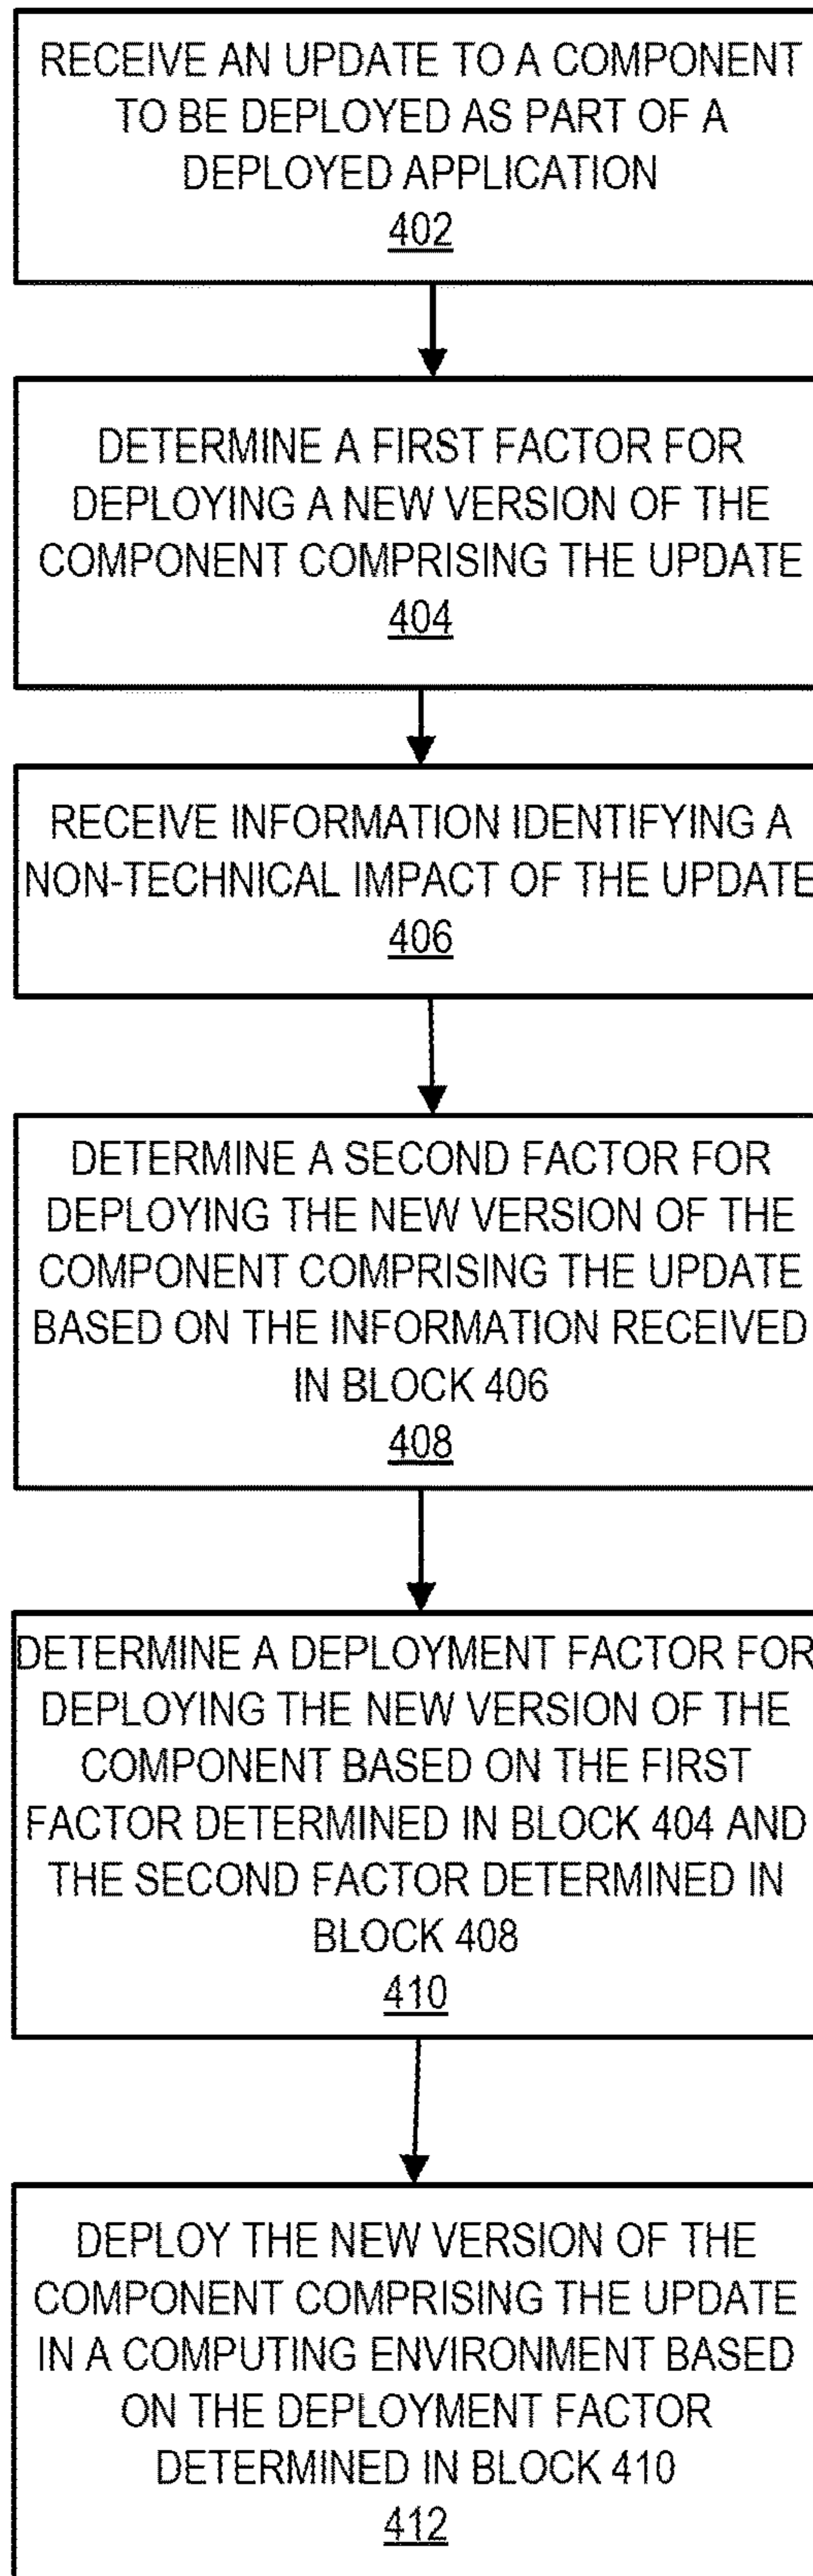 RECEIVE AN UPDATE TO A COMPONENT
TO BE DEPLOYED AS PART OF A
DEPLOYED APPLICATION
402
DETERMINE A FIRST FACTOR FOR
DEPLOYING A NEW VERSION OF THE
COMPONENT COMPRISING THE UPDATE
404
RECEIVE INFORMATION IDENTIFYING A
NON-TECHNICAL IMPACT OF THE UPDATE
406
DETERMINE A SECOND FACTOR FOR
DEPLOYING THE NEW VERSION OF THE
COMPONENT COMPRISING THE UPDATE
BASED ON THE INFORMATION RECEIVED
IN BLOCK 406
408
DETERMINE A DEPLOYMENT FACTOR FOR
DEPLOYING THE NEW VERSION OF THE
COMPONENT BASED ON THE FIRST
FACTOR DETERMINED IN BLOCK 404 AND
THE SECOND FACTOR DETERMINED IN
BLOCK 408
410
DEPLOY THE NEW VERSION OF THE
COMPONENT COMPRISING THE UPDATE
IN A COMPUTING ENVIRONMENT BASED
ON THE DEPLOYMENT FACTOR
DETERMINED IN BLOCK 410
412